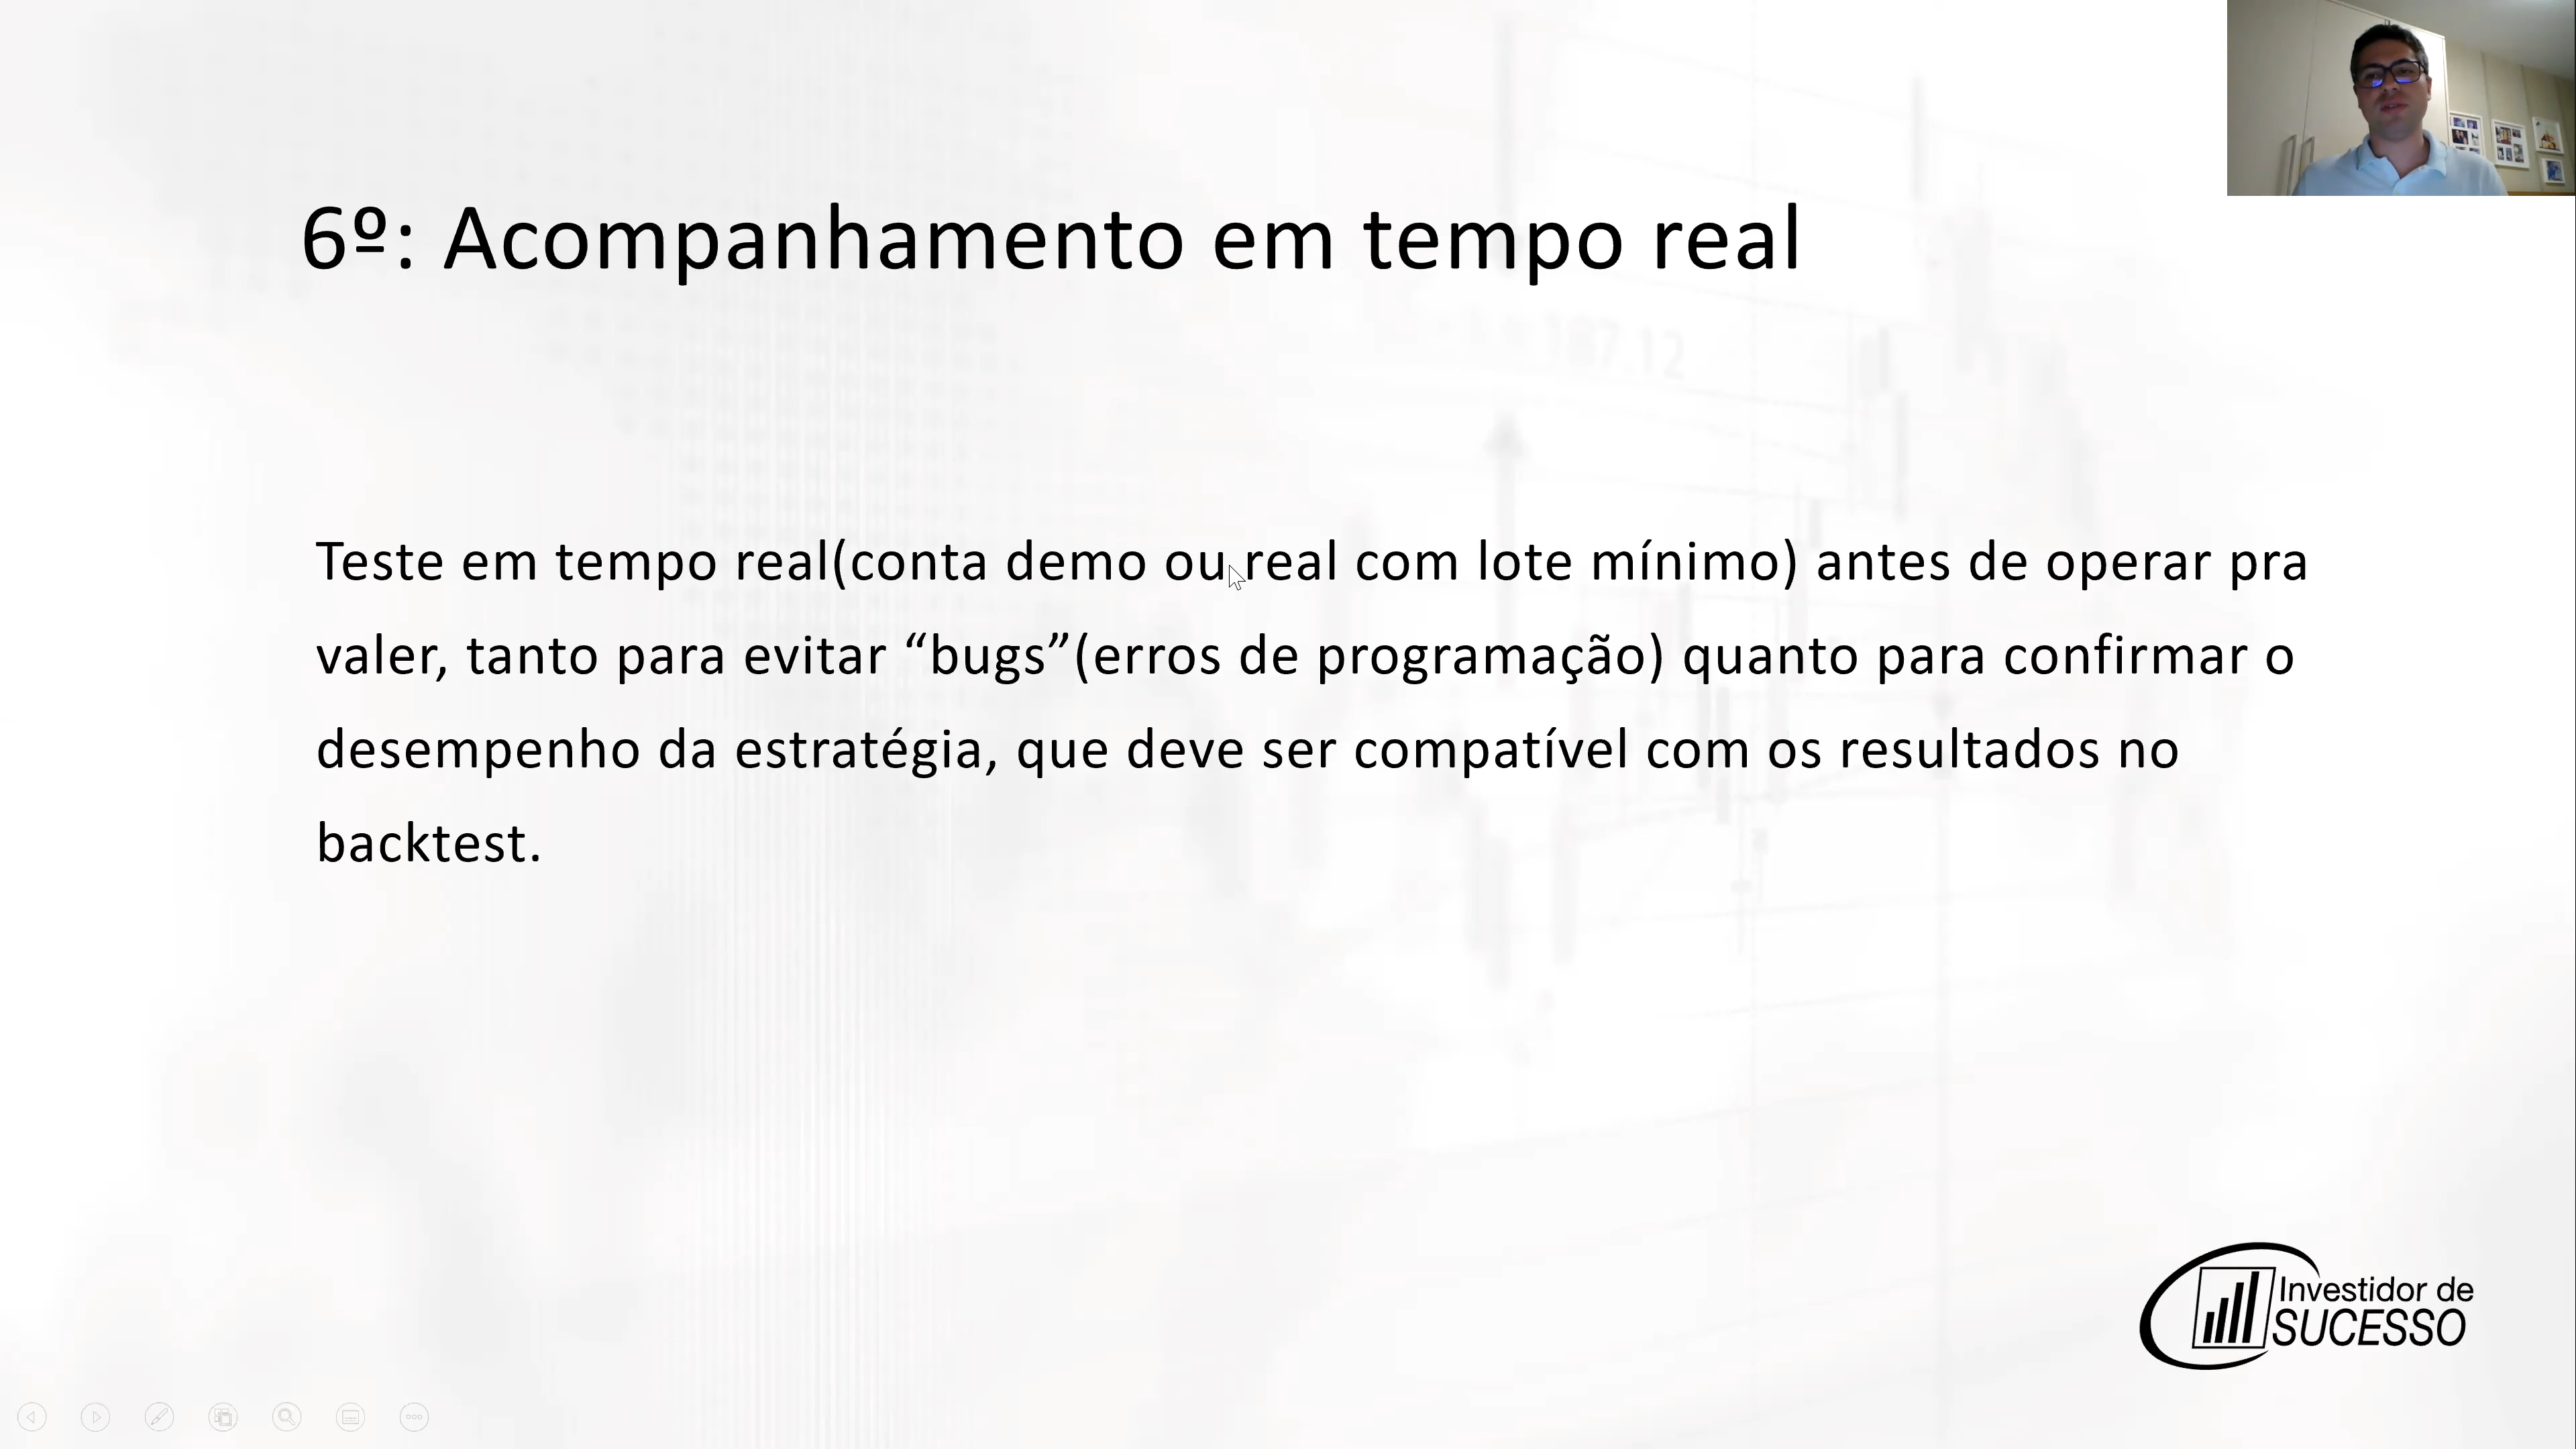 6º: Acompanhamento em tempo real
187.12
Teste em tempo real(conta demo ou real com lote mínimo) antes de operar pra
valer, tanto para evitar “bugs”(erros de programação) quanto para confirmar o
desempenho da estratégia, que deve ser compatível com os resultados no
backtest.
Investidor de
SUCESSO